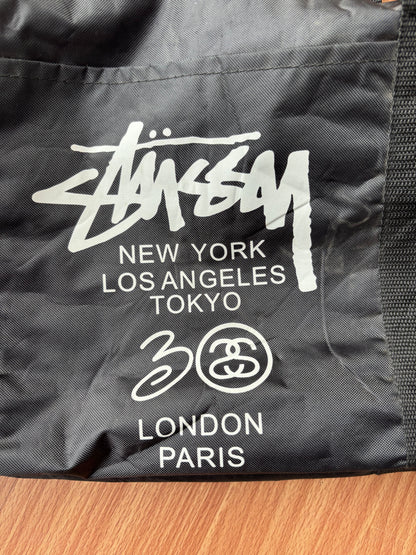 STÜSSY
NEW YORK
LOS ANGELES
TOKYO
30
LONDON
PARIS